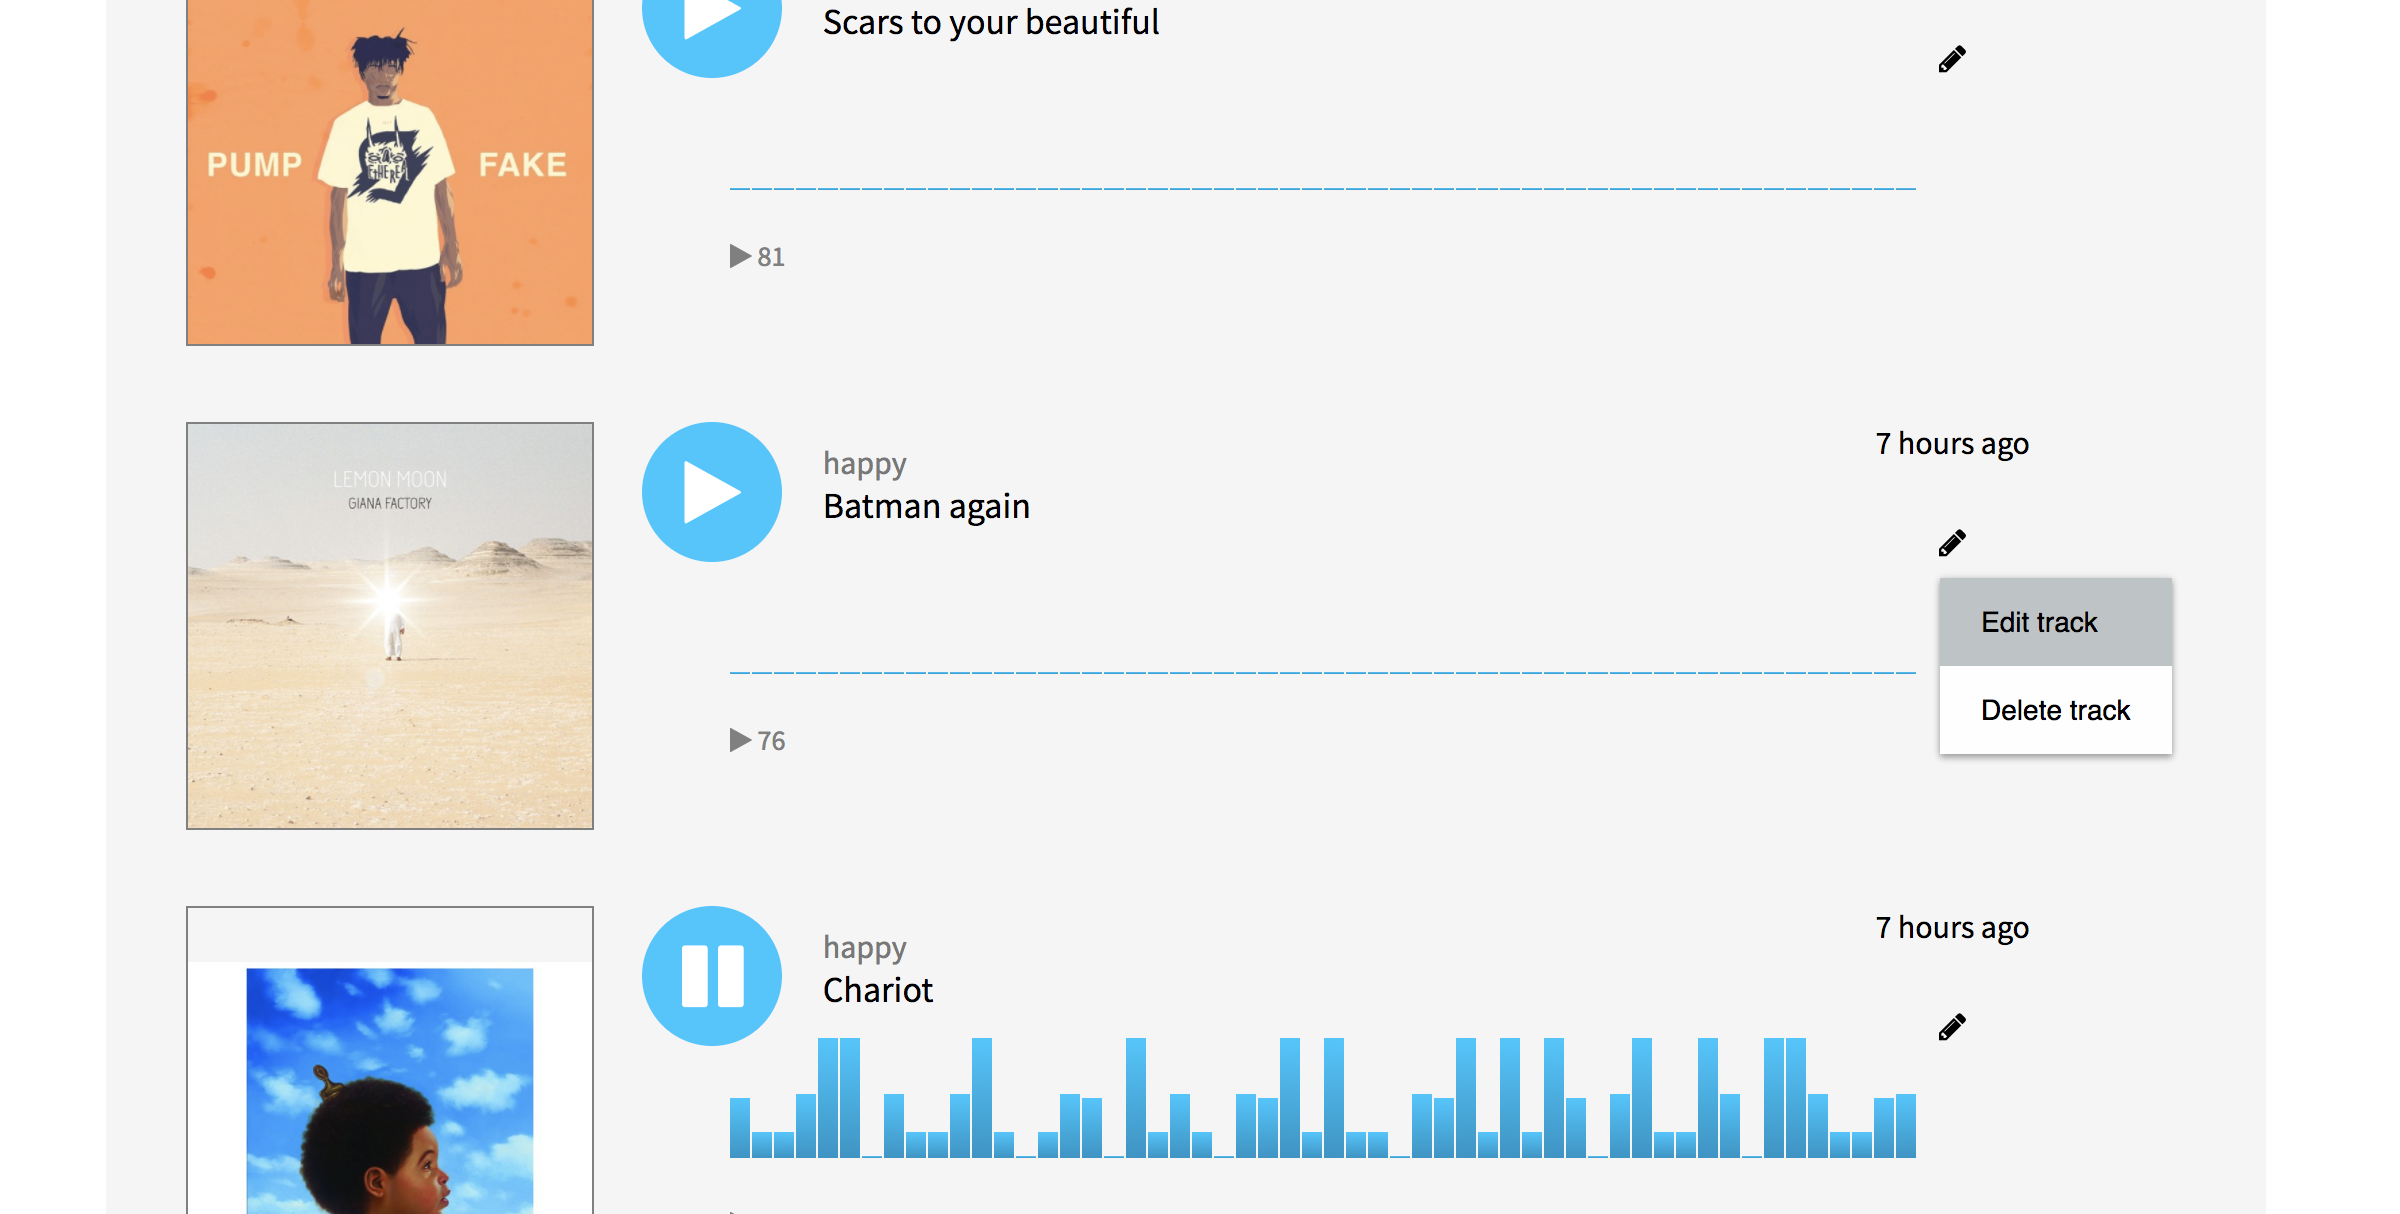 Scars to your beautiful
PUMP FAKE
ETHEREAL
81
7 hours ago
happy
Batman again
LEMON MOON
GIANA FACTORY
Edit track
Delete track
76
7 hours ago
happy
Chariot